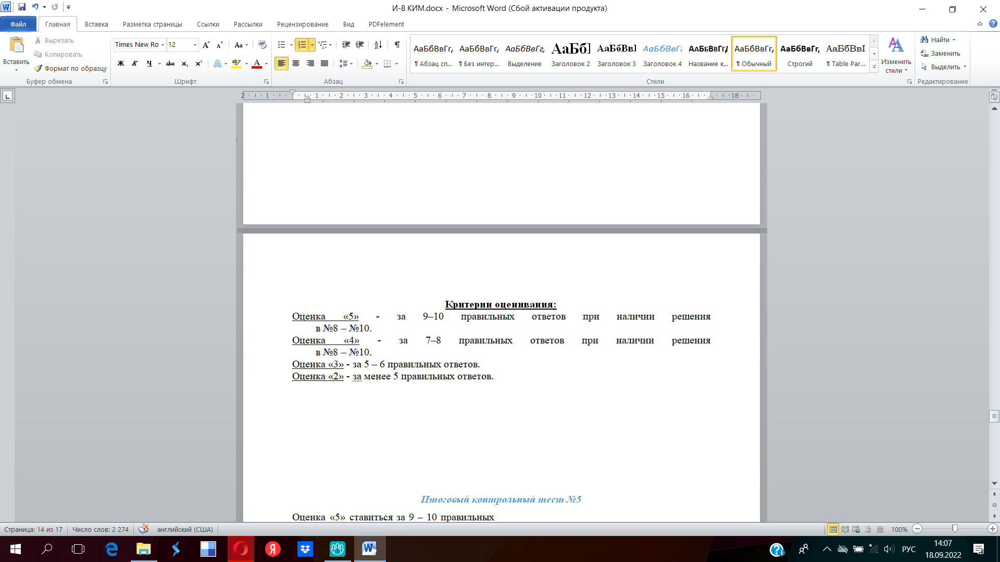 И-8 КИМ.docx - Microsoft Word (Сбой активации продукта)
Файл Главная Вставка Разметка страницы Ссылки Рассылки Рецензирование Вид PDFelement
Вставить
Вырезать
Копировать
Формат по образцу
Буфер обмена
Times New Ro 12
Шрифт
Абзац
АаБбВвГгД АаБбВвГгД АаБбВвГг, АаБб] АаБбВв] АаБбВвГг АаБбВвГгД АаБбВвГгД АаБбВвГг, АаБбВвІ
¶ Абзац сп... ¶ Без интер... Выделение Заголовок 2 Заголовок 3 Заголовок 4 Название к... ¶ Обычный Строгий ¶ Table Par...
Стили
Изменить стили
Найти
Заменить
Выделить
Редактирование
2 1 1 2 3 4 5 6 7 8 9 10 11 12 13 14 15 16 18
Критерии оценивания:
Оценка «5» - за 9–10 правильных ответов при наличии решения
в №8 – №10.
Оценка «4» - за 7–8 правильных ответов при наличии решения
в №8 – №10.
Оценка «3» - за 5 – 6 правильных ответов.
Оценка «2» - за менее 5 правильных ответов.
Итоговый контрольный тест №5
Оценка «5» ставиться за 9 – 10 правильных
Страница: 14 из 17 Число слов: 2 274 английский (США) 100%
РУС
14:07
18.09.2022